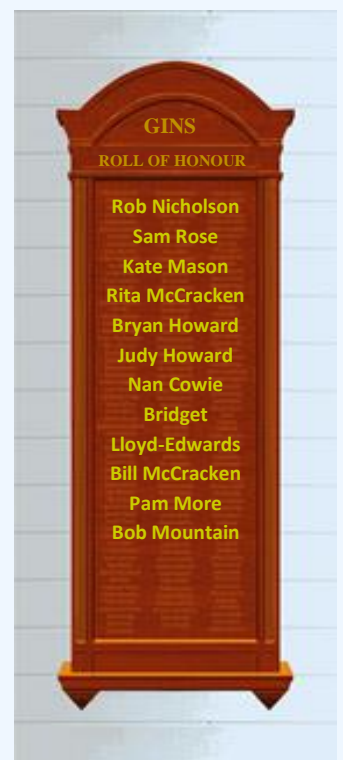 GINS
ROLL OF HONOUR
Rob Nicholson
Sam Rose
Kate Mason
Rita McCracken
Bryan Howard
Judy Howard
Nan Cowie
Bridget
Lloyd-Edwards
Bill McCracken
Pam More
Bob Mountain